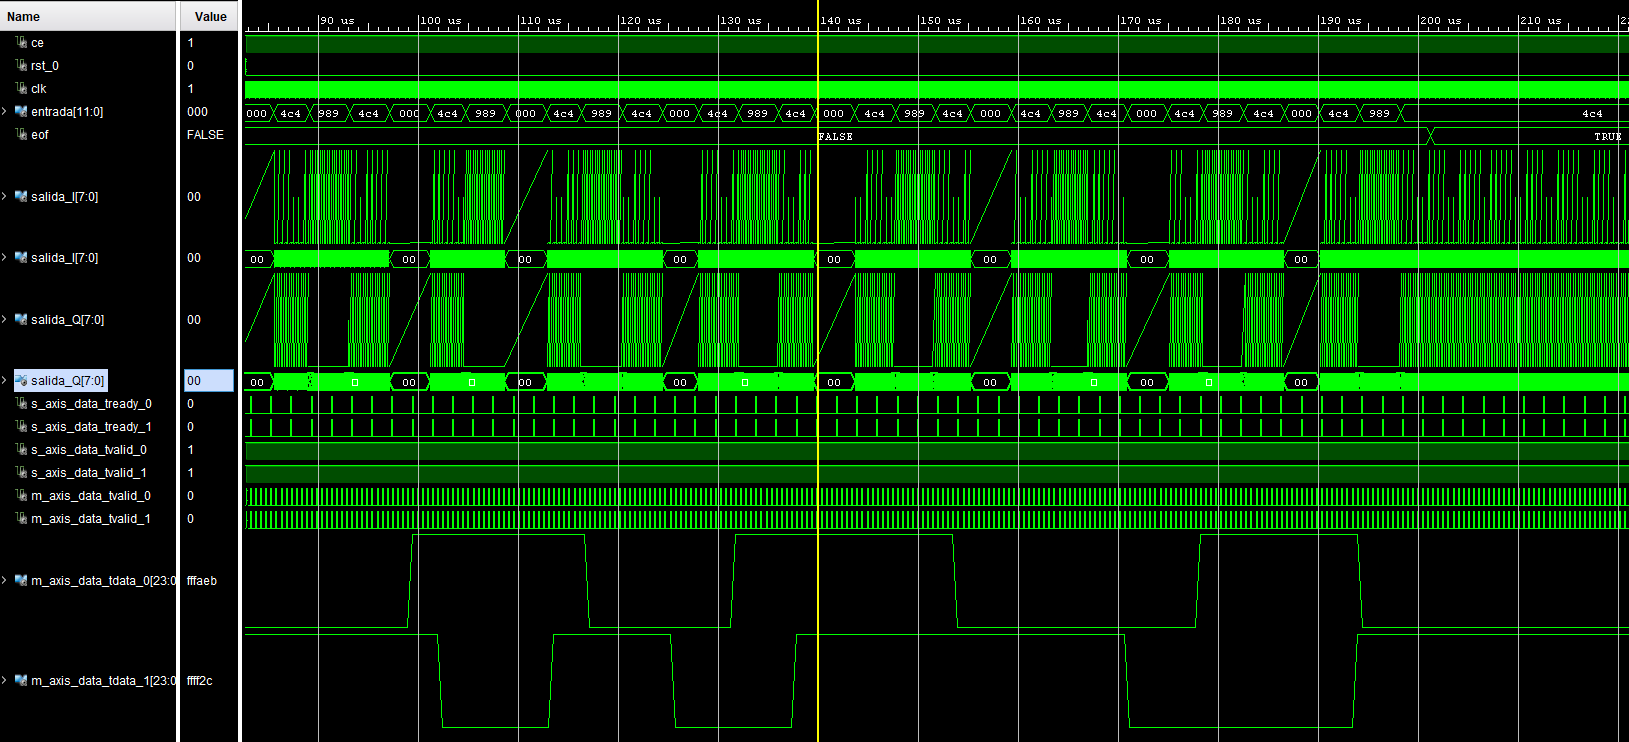 Name Value
90 us 100 us 110 us 120 us 130 us 140 us 150 us 160 us 170 us 180 us 190 us 200 us 210 us
ce 1
rst_0 0
clk 1
entrada[11:0] 000 000 4c4 989 4c4 000 4c4 989 000 4c4 989 4c4 000 4c4 989 4c4 000 4c4 989 4c4 000 4c4 989 4c4 000 4c4 989 4c4 000 4c4 989 4c4
eof FALSE FALSE TRUE
salida_I[7:0] 00
salida_I[7:0] 00 00 00 00 00 00 00 00 00
salida_Q[7:0] 00
salida_Q[7:0] 00 00 00 00 00 00 00 00 00
s_axis_data_tready_0 0
s_axis_data_tready_1 0
s_axis_data_tvalid_0 1
s_axis_data_tvalid_1 1
m_axis_data_tvalid_0 0
m_axis_data_tvalid_1 0
m_axis_data_tdata_0[23:0 fffaeb
m_axis_data_tdata_1[23:0 ffff2c